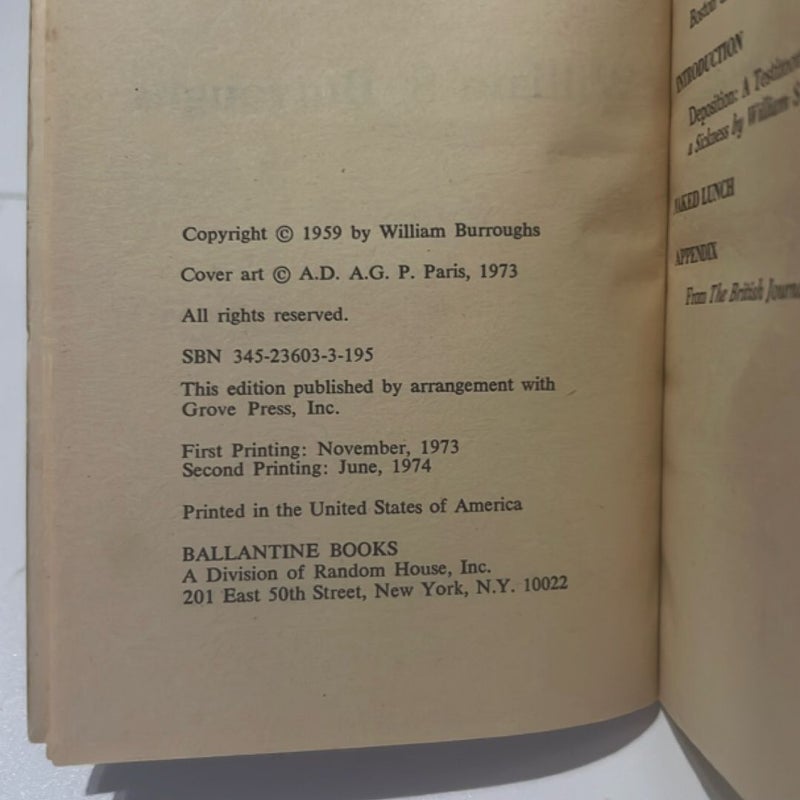 Copyright © 1959 by William Burroughs
Cover art © A.D. A.G. P. Paris, 1973
All rights reserved.
SBN 345-23603-3-195
This edition published by arrangement with
Grove Press, Inc.
First Printing: November, 1973
Second Printing: June, 1974
Printed in the United States of America
BALLANTINE BOOKS
A Division of Random House, Inc.
201 East 50th Street, New York, N.Y. 10022
Boston
INTRODUCTION
Deposition: A
a Sickness by William
NAKED LUNCH
APPENDIX
From The British